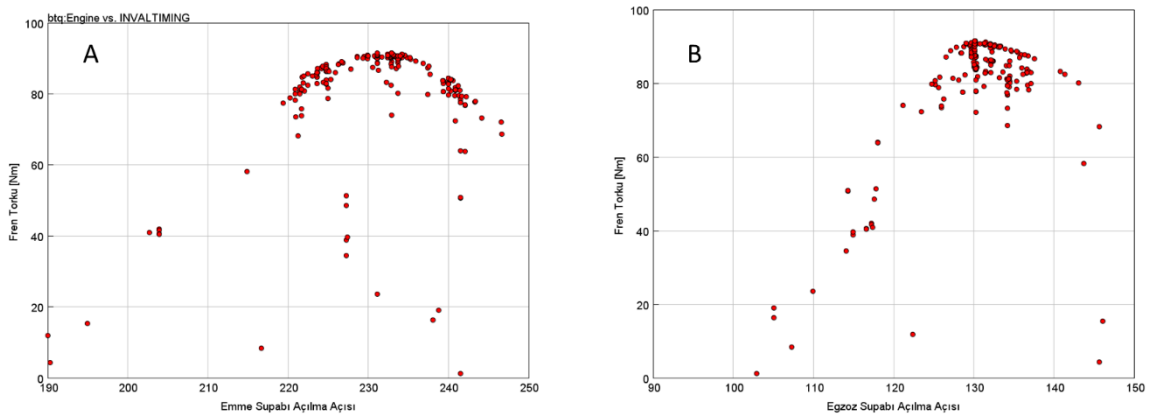 btq:Engine vs. INVALTIMING
A
Fren Torku [Nm]
100
80
60
40
20
0
190 200 210 220 230 240 250
Emme Supabı Açılma Açısı
B
Fren Torku [Nm]
100
80
60
40
20
0
90 100 110 120 130 140 150
Egzoz Supabı Açılma Açısı